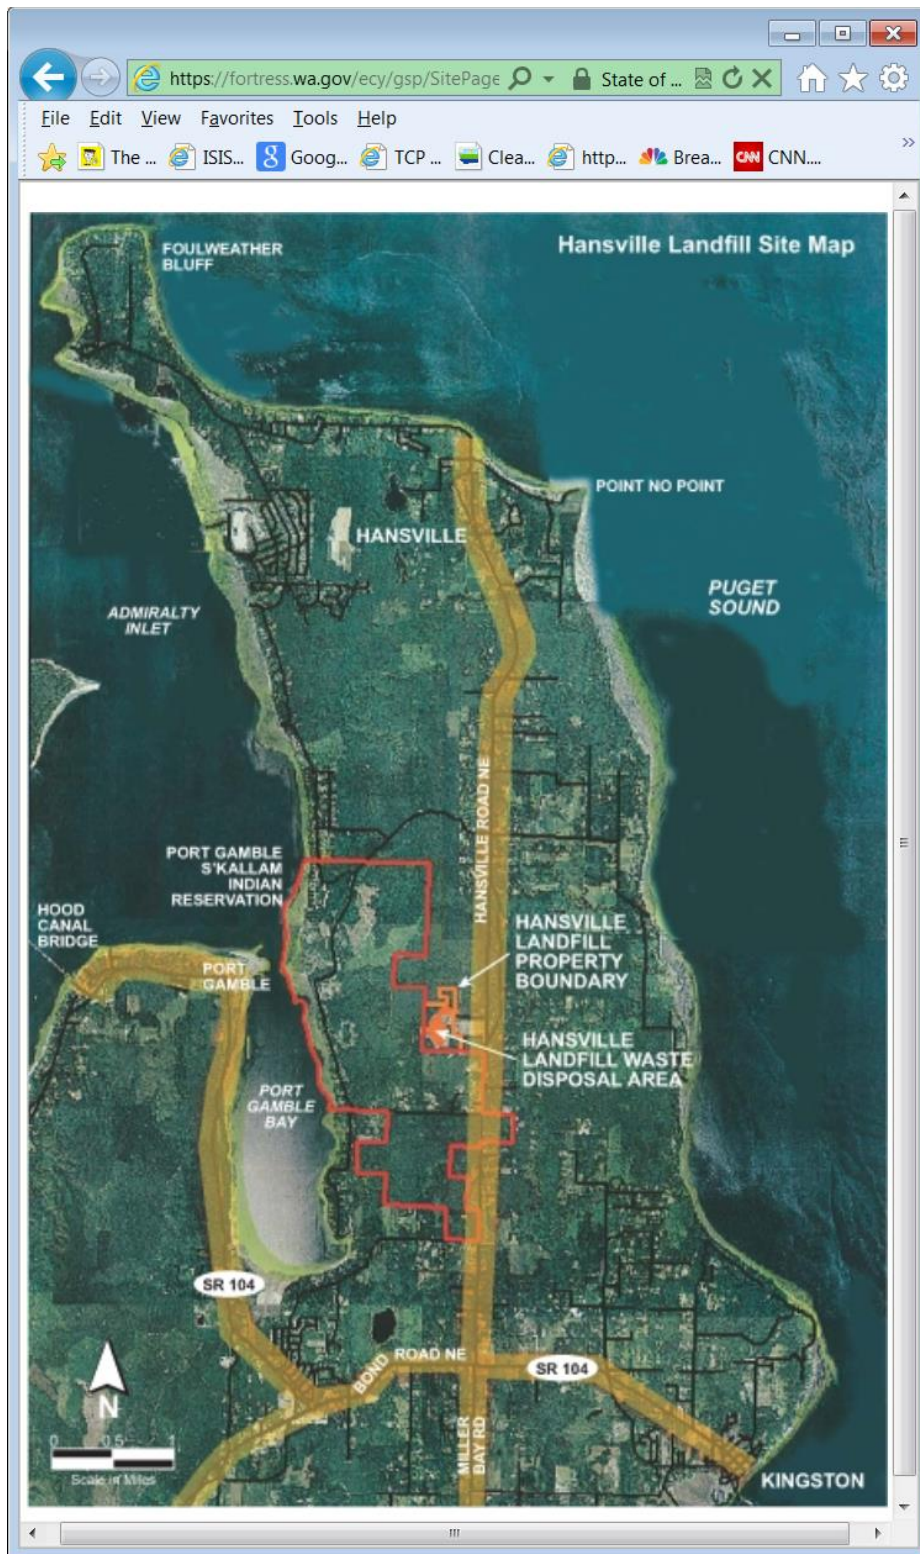 https://fortress.wa.gov/ecy/gsp/SitePage
State of ...
File Edit View Favorites Tools Help
The ... ISIS... Goog... TCP ... Clea... http... Brea... CNN CNN....
Hansville Landfill Site Map
FOULWEATHER
BLUFF
POINT NO POINT
HANSVILLE
PUGET
SOUND
ADMIRALTY
INLET
HANSVILLE ROAD NE
PORT GAMBLE
S'KALLAM
INDIAN
RESERVATION
HOOD
CANAL
BRIDGE
PORT
GAMBLE
HANSVILLE
LANDFILL
PROPERTY
BOUNDARY
HANSVILLE
LANDFILL WASTE
DISPOSAL AREA
PORT
GAMBLE
BAY
SR 104
BOND ROAD NE
SR 104
MILLER
BAY RD
N
0 0.5 1
Scale in Miles
KINGSTON